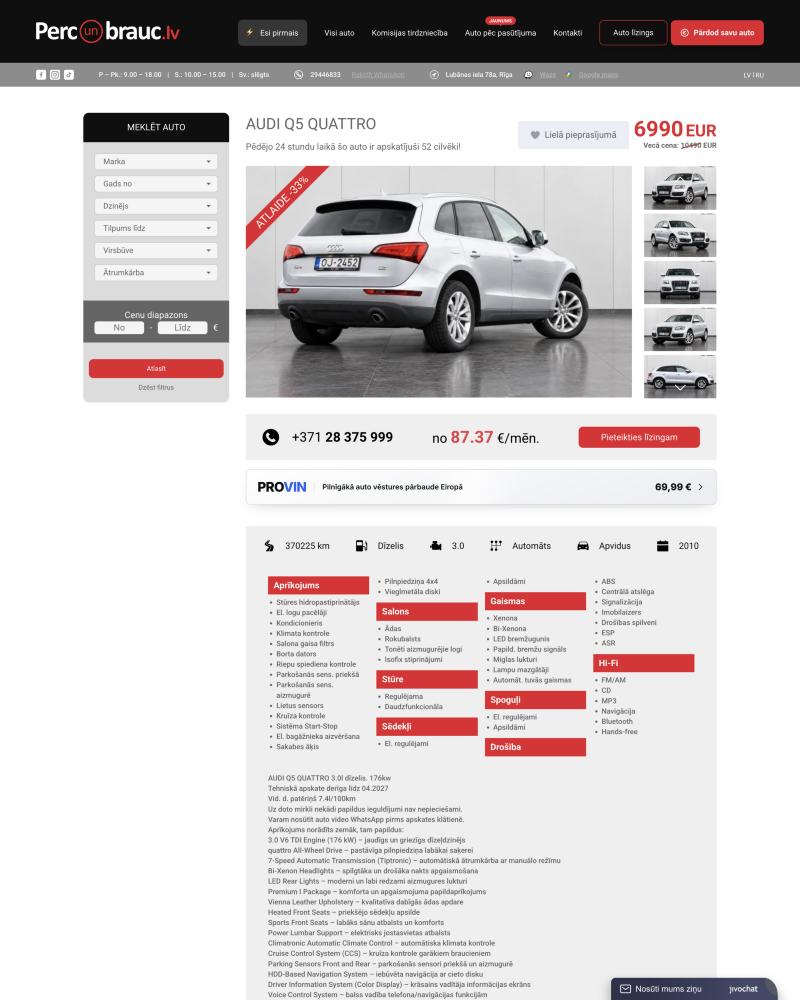 Perc un brauc.lv
Esi pirmais
Visi auto
Komisijas tirdzniecība
JAUNUMS
Auto pēc pasūtījuma
Kontakti
Auto līzings
Pārdod savu auto
P – Pk.: 9.00 – 18.00 | S.: 10.00 – 15.00 | Sv.: slēgts
29446833 Rakstīt WhatsApp
Lubānas iela 78a, Rīga
Waze
Google maps
LV | RU
MEKLĒT AUTO
Marka
Gads no
Dzinējs
Tilpums līdz
Virsbūve
Ātrumkārba
Cenu diapazons
No - Līdz €
Atlasīt
Dzēst filtrus
AUDI Q5 QUATTRO
Pēdējo 24 stundu laikā šo auto ir apskatījuši 52 cilvēki!
Lielā pieprasījumā
6990 EUR
Vecā cena: 10490 EUR
ATLAIDE -33%
OJ-2452
+371 28 375 999
no 87.37 €/mēn.
Pieteikties līzingam
PROVIN
Pilnīgākā auto vēstures pārbaude Eiropā
69,99 €
370225 km
Dīzelis
3.0
Automāts
Apvidus
2010
Aprīkojums
Stūres hidropastiprinātājs
El. logu pacēlāji
Kondicionieris
Klimata kontrole
Salona gaisa filtrs
Borta dators
Riepu spiediena kontrole
Parkošanās sens. priekšā
Parkošanās sens.
aizmugurē
Lietus sensors
Kruīza kontrole
Sistēma Start-Stop
El. bagāžnieka aizvēršana
Sakabes āķis
Pilnpiedziņa 4x4
Vieglmetāla diski
Salons
Ādas
Rokubalsts
Tonēti aizmugurējie logi
Isofix stiprinājumi
Stūre
Regulējama
Daudzfunkcionāla
Sēdekļi
El. regulējami
Apsildāmi
Gaismas
Xenona
Bi-Xenona
LED bremžugunis
Papild. bremžu signāls
Miglas lukturi
Lampu mazgātāji
Automāt. tuvās gaismas
Spoguļi
El. regulējami
Apsildāmi
Drošība
ABS
Centrālā atslēga
Signalizācija
Imobilaizers
Drošības spilveni
ESP
ASR
Hi-Fi
FM/AM
CD
MP3
Navigācija
Bluetooth
Hands-free
AUDI Q5 QUATTRO 3.0l dīzelis. 176kw
Tehniskā apskate derīga līdz 04.2027
Vid. d. patēriņš 7.4l/100km
Uz doto mirkli nekādi papildus ieguldījumi nav nepieciešami.
Varam nosūtīt auto video WhatsApp pirms apskates klātienē.
Aprīkojums norādīts zemāk, tam papildus:
3.0 V6 TDI Engine (176 kW) – jaudīgs un griezīgs dīzeļdzinējs
quattro All-Wheel Drive – pastāvīga pilnpiedziņa labākai saķerei
7-Speed Automatic Transmission (Tiptronic) – automātiskā ātrumkārba ar manuālo režīmu
Bi-Xenon Headlights – spilgtāka un drošāka nakts apgaismošana
LED Rear Lights – moderni un labi redzami aizmugures lukturi
Premium I Package – komforta un apgaismojuma papildaprīkojums
Vienna Leather Upholstery – kvalitatīva dabīgās ādas apdare
Heated Front Seats – priekšējo sēdekļu apsilde
Sports Front Seats – labāks sānu atbalsts un komforts
Power Lumbar Support – elektrisks jostasvietas atbalsts
Climatronic Automatic Climate Control – automātiska klimata kontrole
Cruise Control System (CCS) – kruīza kontrole garākiem braucieniem
Parking Sensors Front and Rear – parkošanās sensori priekšā un aizmugurē
HDD-Based Navigation System – iebūvēta navigācija ar cieto disku
Driver Information System (Color Display) – krāsains vadītāja informācijas ekrāns
Voice Control System – balss vadība telefona/navigācijas funkcijām
Nosūti mums ziņu
jivochat